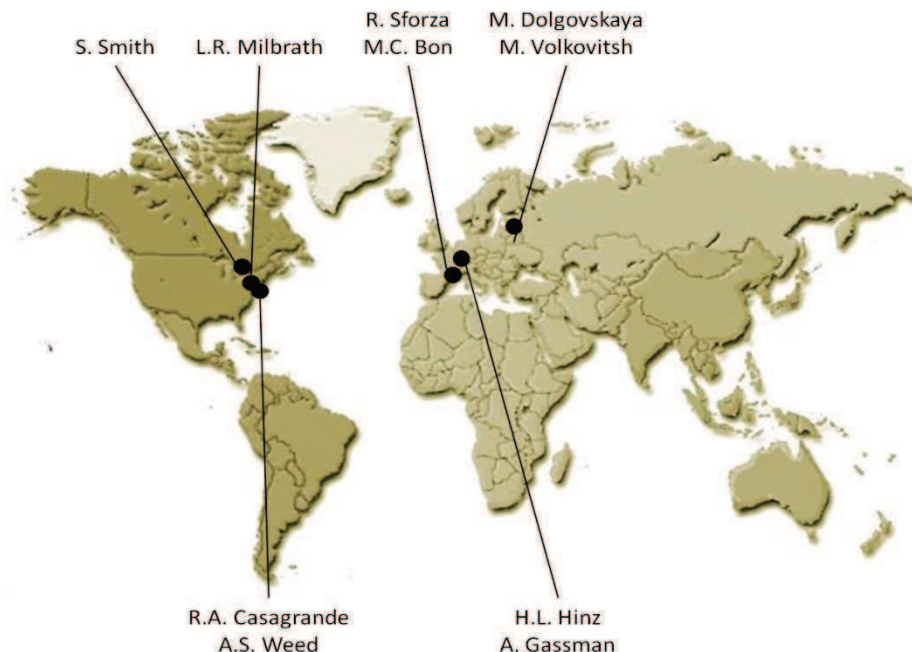 S. Smith
L.R. Milbrath
R. Sforza
M.C. Bon
M. Dolgovskaya
M. Volkovitsh
R.A. Casagrande
A.S. Weed
H.L. Hinz
A. Gassman